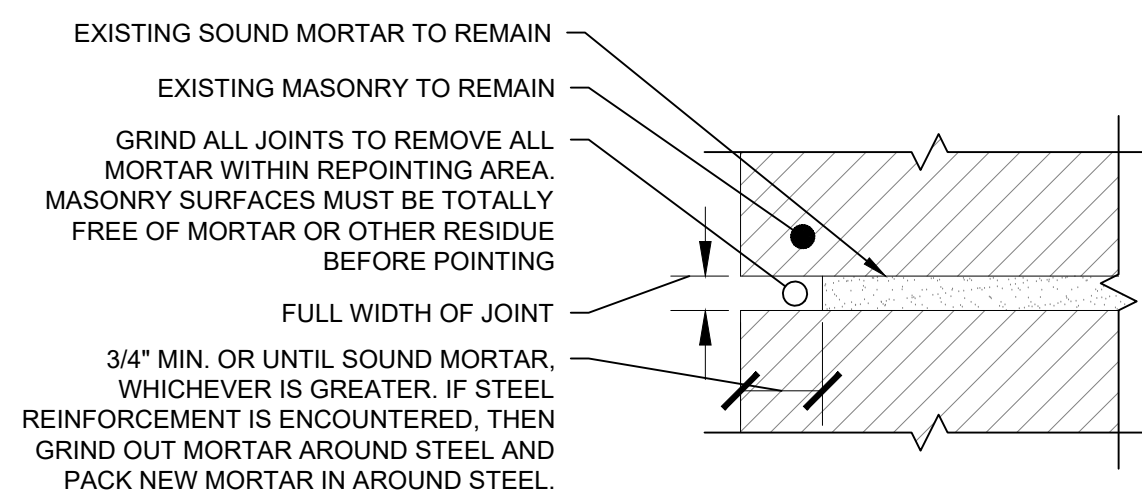 EXISTING SOUND MORTAR TO REMAIN
EXISTING MASONRY TO REMAIN
GRIND ALL JOINTS TO REMOVE ALL
MORTAR WITHIN REPOINTING AREA.
MASONRY SURFACES MUST BE TOTALLY
FREE OF MORTAR OR OTHER RESIDUE
BEFORE POINTING
FULL WIDTH OF JOINT
3/4" MIN. OR UNTIL SOUND MORTAR,
WHICHEVER IS GREATER. IF STEEL
REINFORCEMENT IS ENCOUNTERED, THEN
GRIND OUT MORTAR AROUND STEEL AND
PACK NEW MORTAR IN AROUND STEEL.